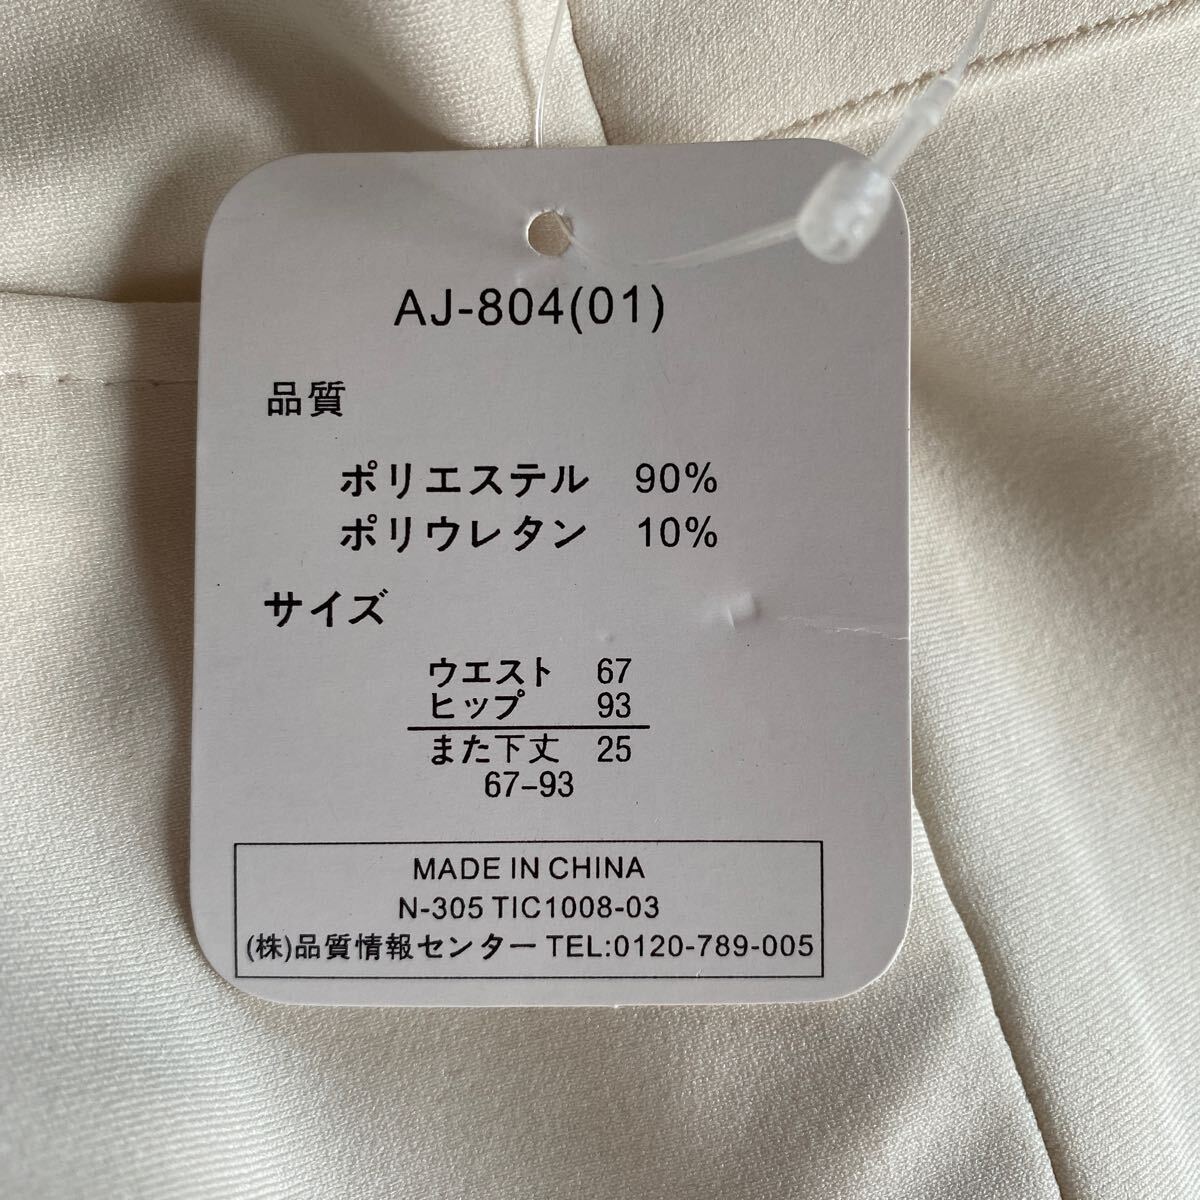 AJ-804(01)
品質
ポリエステル 90%
ポリウレタン 10%
サイズ
ウエスト 67
ヒップ 93
また下丈 25
67-93
MADE IN CHINA
N-305 TIC1008-03
(株)品質情報センター TEL:0120-789-005